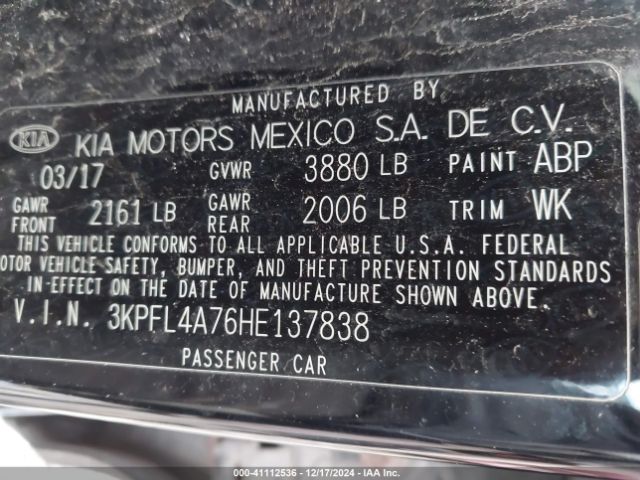 MANUFACTURED BY
KIA KIA MOTORS MEXICO S.A. DE C.V.
03/17 GVWR 3880 LB PAINT ABP
GAWR FRONT 2161 LB GAWR REAR 2006 LB TRIM WK
THIS VEHICLE CONFORMS TO ALL APPLICABLE U.S.A. FEDERAL
OTOR VEHICLE SAFETY, BUMPER, AND THEFT PREVENTION STANDARDS
IN-EFFECT ON THE DATE OF MANUFACTURE SHOWN ABOVE.
V.I.N. 3KPFL4A76HE137838
PASSENGER CAR
000-41112536 - 12/17/2024 - IAA Inc.